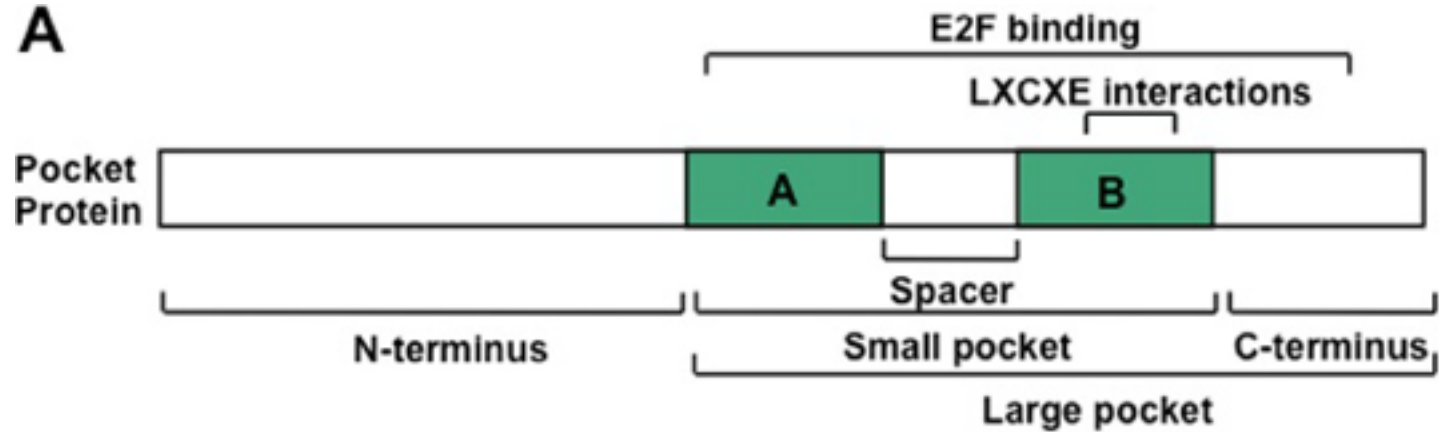 A
E2F binding
LXCXE interactions
Pocket
Protein
A
B
Spacer
N-terminus
Small pocket
C-terminus
Large pocket